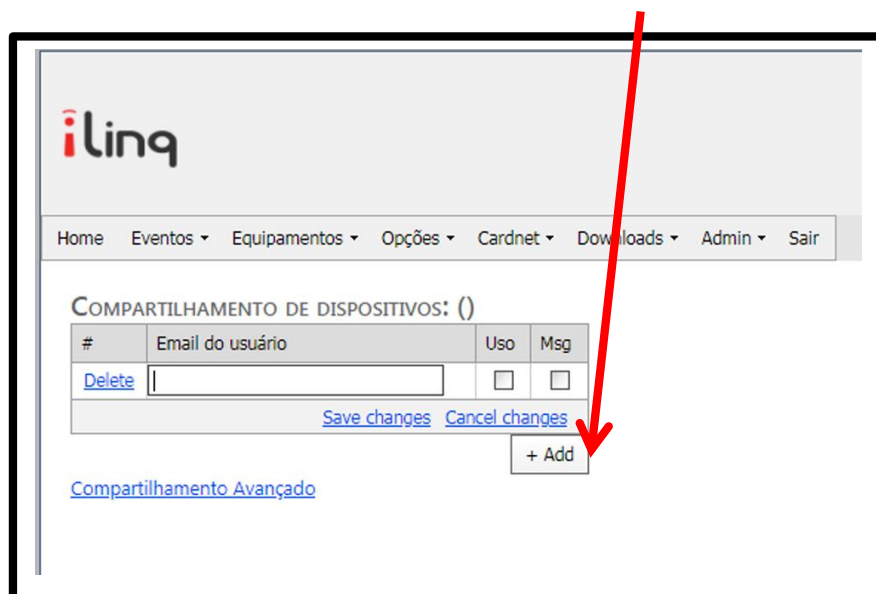 ilinq
Home Eventos Equipamentos Opções Cardnet Downloads Admin Sair
COMPARTILHAMENTO DE DISPOSITIVOS: ()
# Email do usuário Uso Msg
Delete
Save changes Cancel changes
+ Add
Compartilhamento Avançado